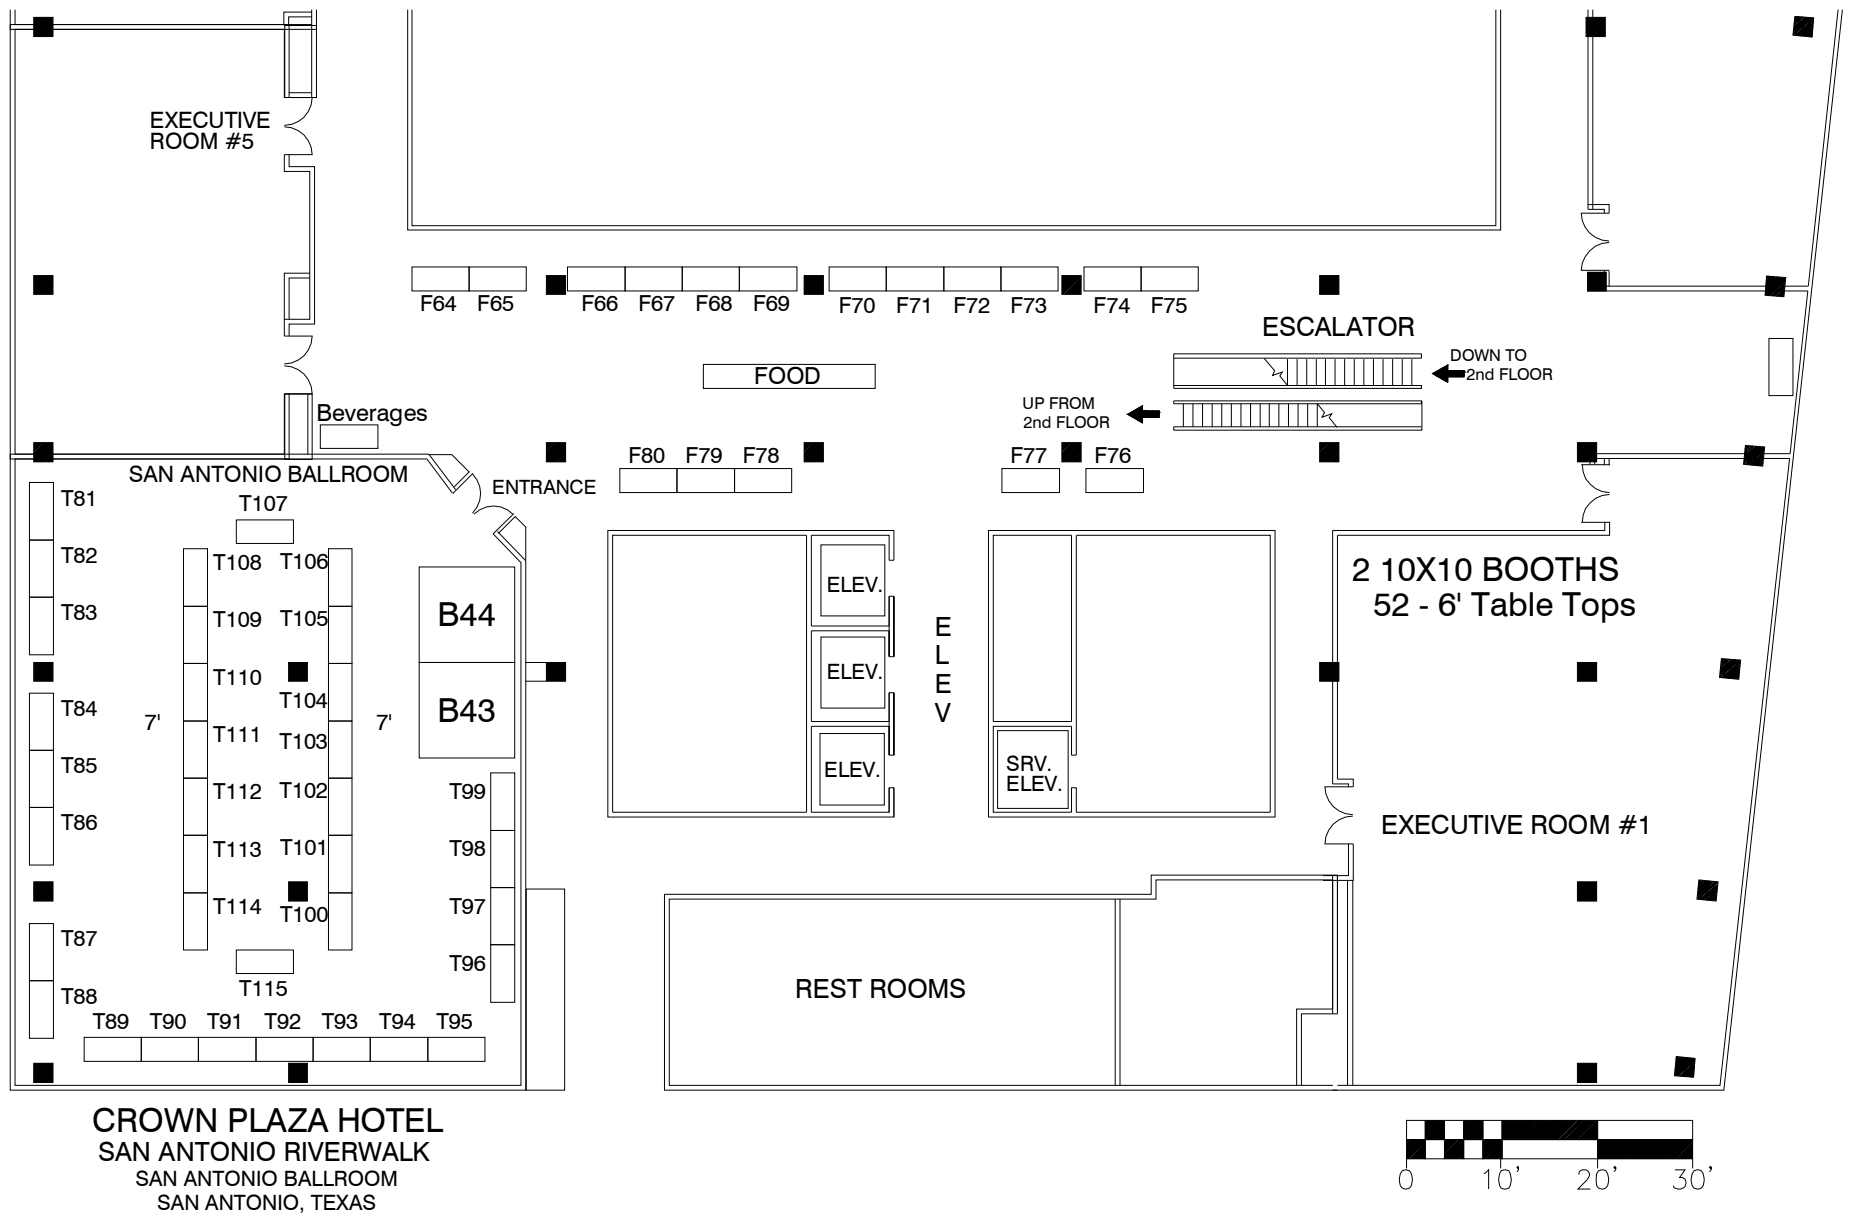 EXECUTIVE
ROOM #5
F64 F65 F66 F67 F68 F69 F70 F71 F72 F73 F74 F75
ESCALATOR
DOWN TO
2nd FLOOR
FOOD
UP FROM
2nd FLOOR
Beverages
F80 F79 F78 F77 F76
SAN ANTONIO BALLROOM
ENTRANCE
T81
T107
T82
T108 T106
T83
T109 T105
B44
T110
T104
T84
7'
7'
B43
T111
T103
T85
T112 T102
T99
T86
T113 T101
T98
T114
T100
T97
T87
T96
T115
T88
T89 T90 T91 T92 T93 T94 T95
ELEV.
ELEV.
ELEV.
E
L
E
V
SRV.
ELEV.
2 10X10 BOOTHS
52 - 6' Table Tops
EXECUTIVE ROOM #1
REST ROOMS
CROWN PLAZA HOTEL
SAN ANTONIO RIVERWALK
SAN ANTONIO BALLROOM
SAN ANTONIO, TEXAS
0 10' 20' 30'